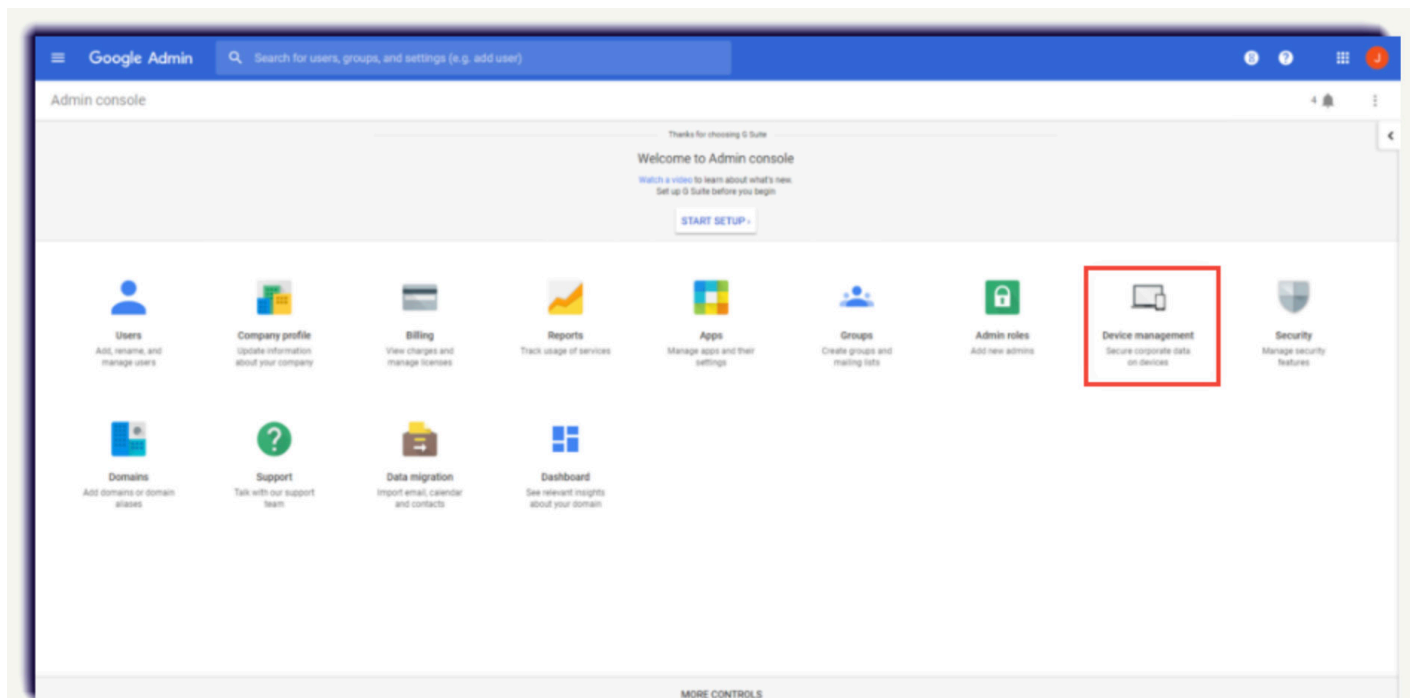 Google Admin
Search for users, groups, and settings (e.g. add user)
8
?
J
Admin console
4
Thanks for choosing G Suite
Welcome to Admin console
Watch a video to learn about what's new.
Set up G Suite before you begin
START SETUP ›
Users
Add, rename, and
manage users
Company profile
Update information
about your company
Billing
View charges and
manage licenses
Reports
Track usage of services
Apps
Manage apps and their
settings
Groups
Create groups and
mailing lists
Admin roles
Add new admins
Device management
Secure corporate data
on devices
Security
Manage security
features
Domains
Add domains or domain
aliases
?
Support
Talk with our support
team
Data migration
Import email, calendar
and contacts
Dashboard
See relevant insights
about your domain
MORE CONTROLS